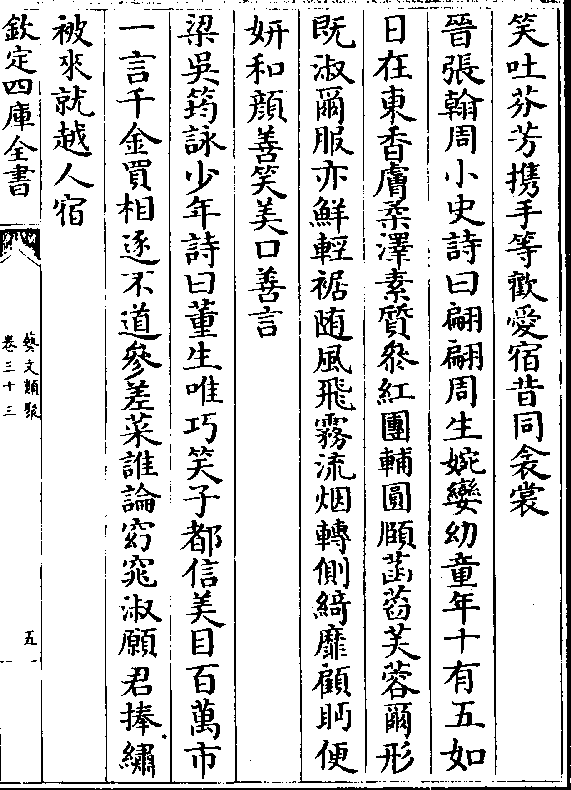 笑吐芬芳携手等歡愛宿昔同衾裳
晉張翰周小史詩曰翩翩周生婉孌幼童年十有五如
日在東香膚柔澤素質叅紅團輔圓頤菡萏芙蓉爾形
既淑爾服亦鮮輕裾随風飛霧流烟轉側綺靡顧眄便
妍和顔善笑美口善言
梁吳筠詠少年詩曰董生唯巧笑子都信美目百萬市
一言千金買相逐不道參差菜誰論窈窕淑願君捧繡
被來就越人宿
欽定四庫全書
藝文類聚
卷三十三
五